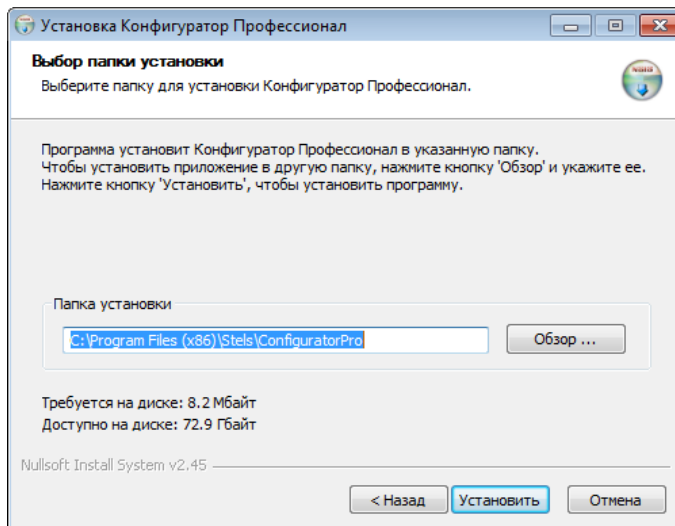 Установка Конфигуратор Профессионал
Выбор папки установки
Выберите папку для установки Конфигуратор Профессионал.
Программа установит Конфигуратор Профессионал в указанную папку.
Чтобы установить приложение в другую папку, нажмите кнопку 'Обзор' и укажите ее.
Нажмите кнопку 'Установить', чтобы установить программу.
Папка установки
C:\Program Files (x86)\Stels\ConfiguratorPro
Обзор ...
Требуется на диске: 8.2 Мбайт
Доступно на диске: 72.9 Гбайт
Nullsoft Install System v2.45
< Назад
Установить
Отмена